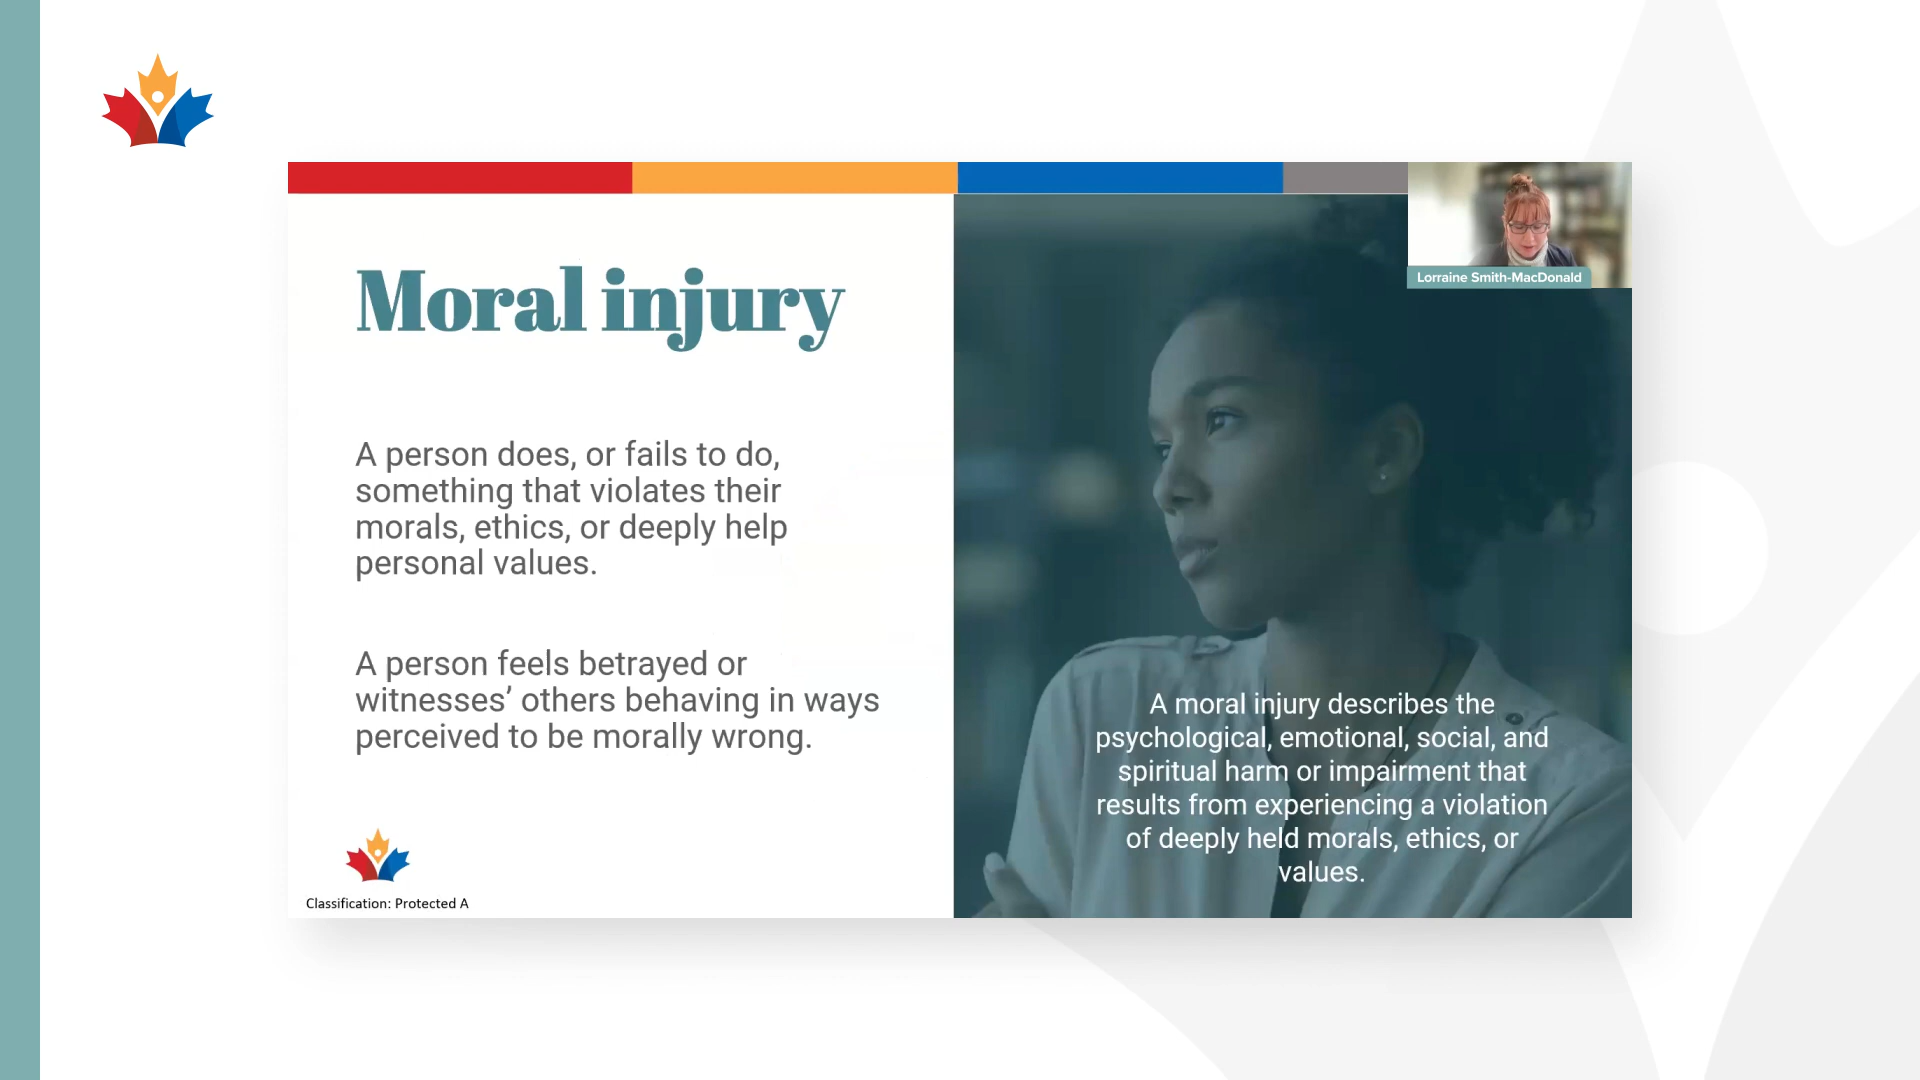 Lorraine Smith-MacDonald
Moral injury
A person does, or fails to do,
something that violates their
morals, ethics, or deeply help
personal values.
A person feels betrayed or
witnesses’ others behaving in ways
perceived to be morally wrong.
A moral injury describes the
psychological, emotional, social, and
spiritual harm or impairment that
results from experiencing a violation
of deeply held morals, ethics, or
values.
Classification: Protected A